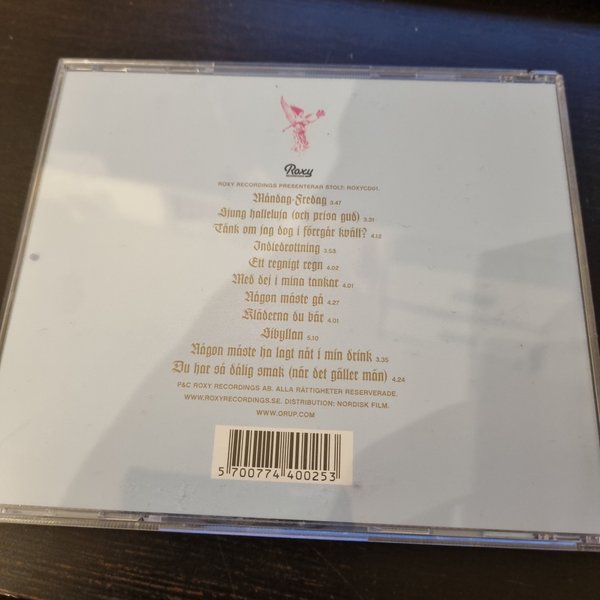 Roxy
ROXY RECORDINGS PRESENTERAR STOLT: ROXYCD01.
Måndag-Fredag 3.47
Sjung halleluja (och prisa gud) 3.31
Tänk om jag dog i förrgår kväll? 4.12
Indiedrottning 3.53
Ett regnigt regn 4.02
Med dej i mina tankar 4.01
Någon måste gå 4.27
Kläderna du bär 4.01
Sibyllan 5.10
Någon måste ha lagt nåt i min drink 3.35
Du har så dålig smak (när det gäller män) 4.24
P&C ROXY RECORDINGS AB. ALLA RÄTTIGHETER RESERVERADE.
WWW.ROXYRECORDINGS.SE. DISTRIBUTION: NORDISK FILM.
WWW.QRUP.COM
5 700774 400253